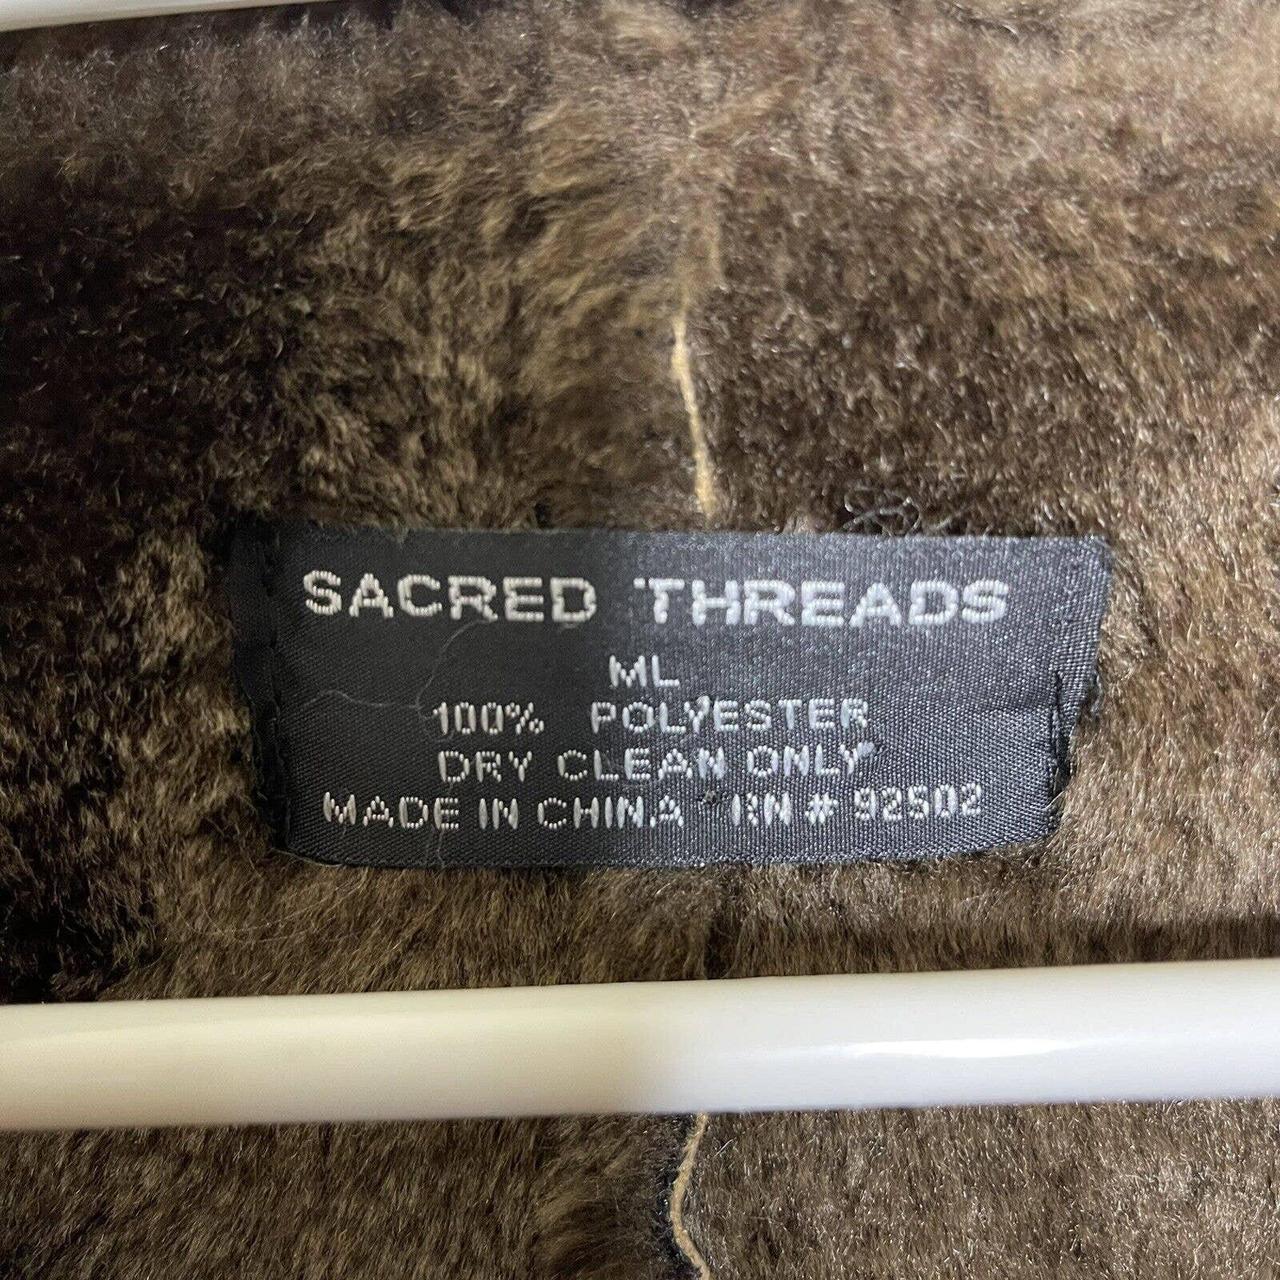 SACRED THREADS
ML
100% POLYESTER
DRY CLEAN ONLY
MADE IN CHINA RN # 92502